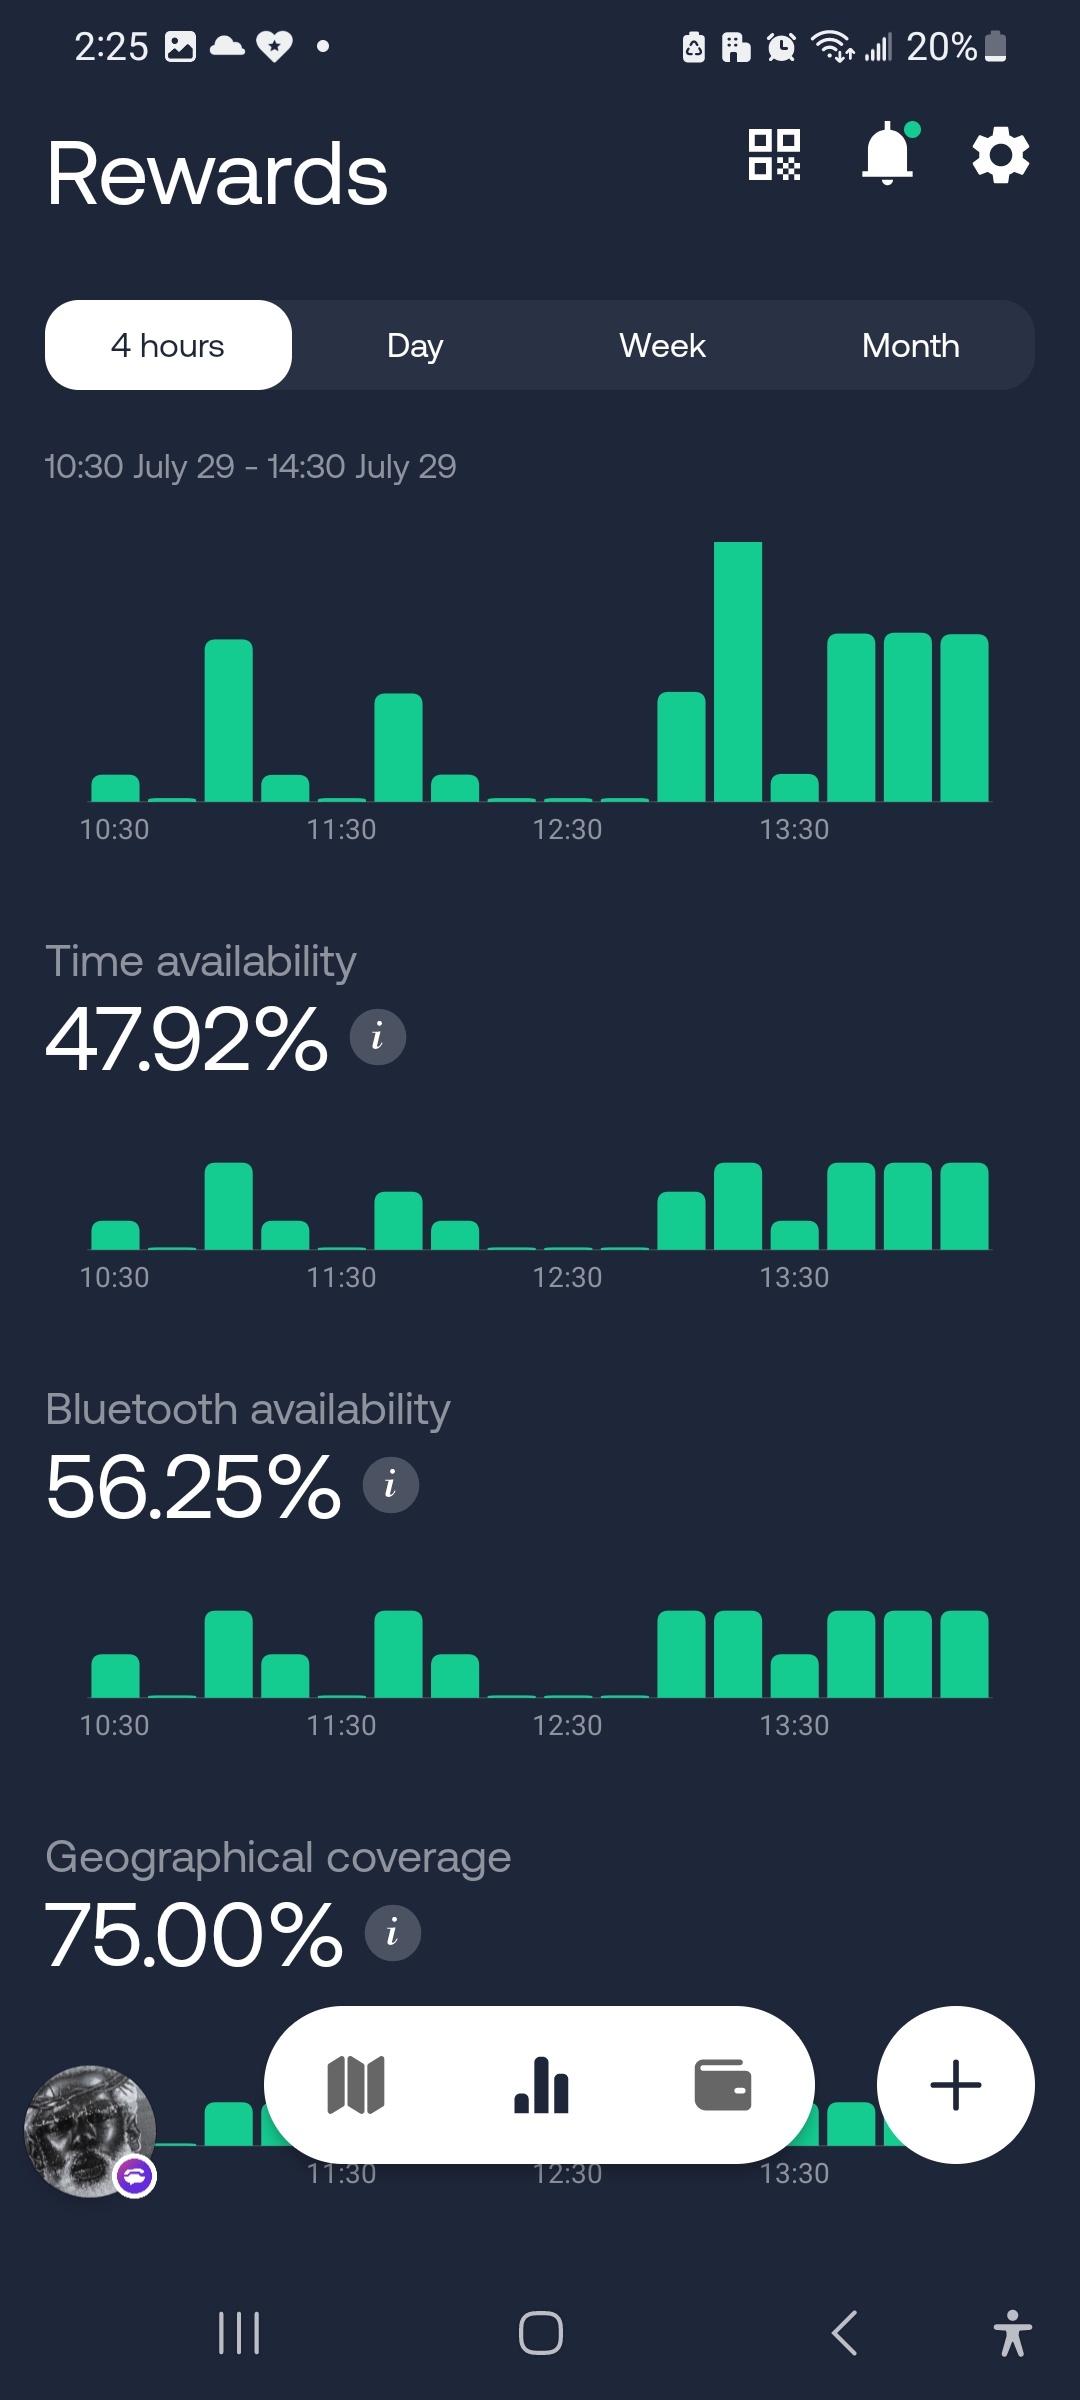 2:25
20%
Rewards
4 hours Day Week Month
10:30 July 29 - 14:30 July 29
10:30 11:30 12:30 13:30
Time availability
47.92% i
10:30 11:30 12:30 13:30
Bluetooth availability
56.25% i
10:30 11:30 12:30 13:30
Geographical coverage
75.00% i
11:30 12:30 13:30